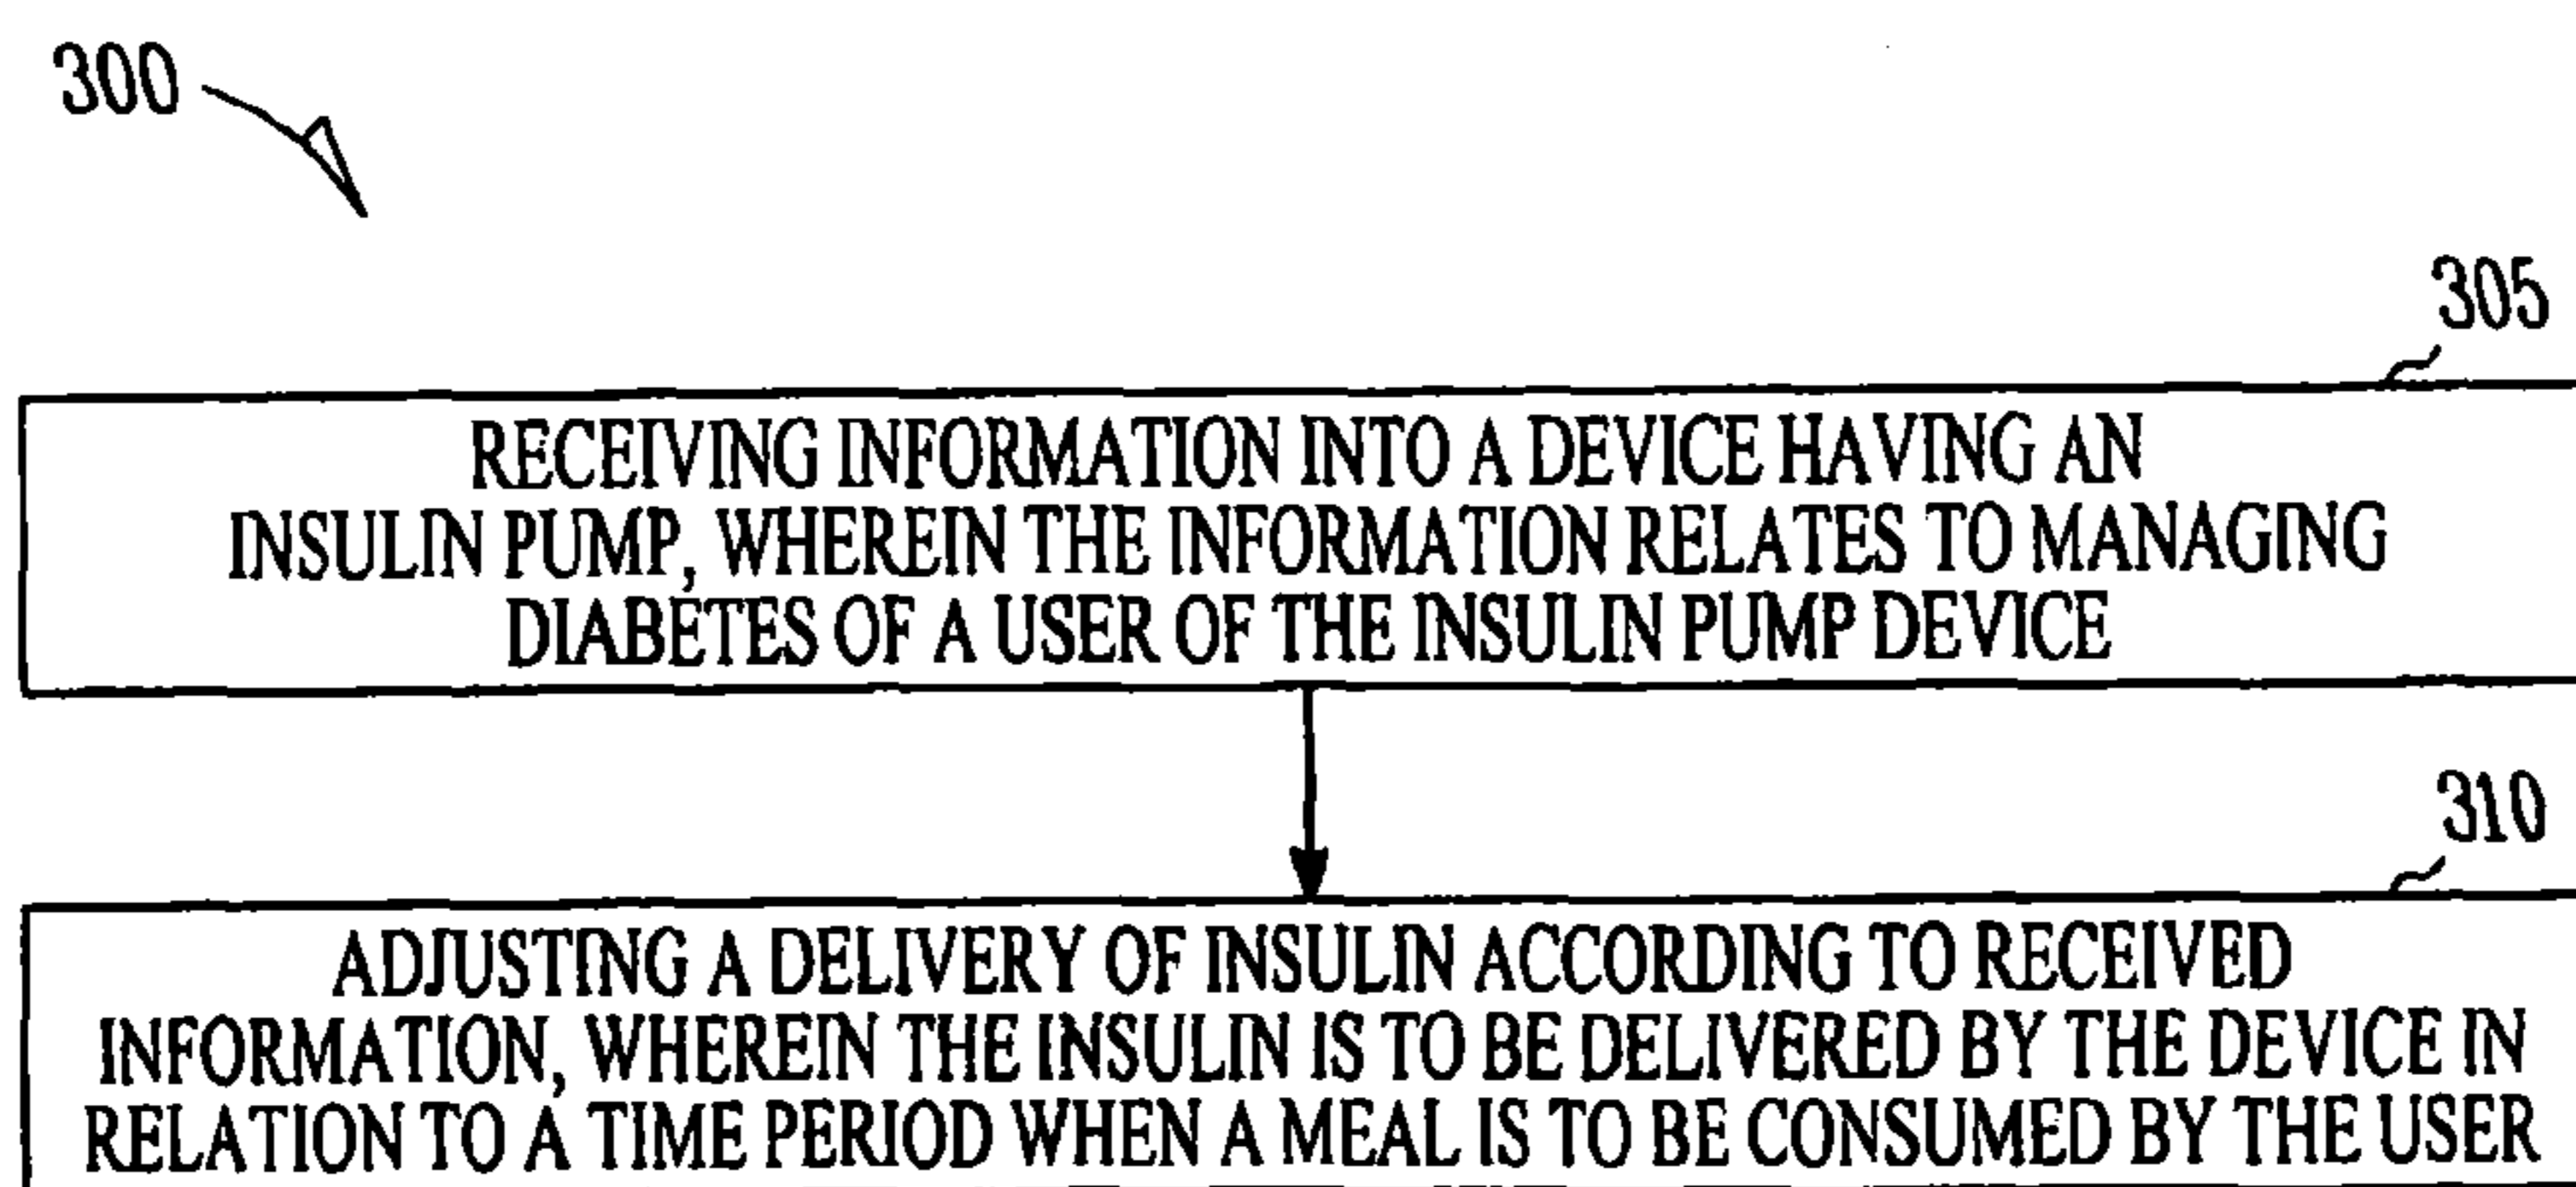 300
305
RECEIVING INFORMATION INTO A DEVICE HAVING AN
INSULIN PUMP, WHEREIN THE INFORMATION RELATES TO MANAGING
DIABETES OF A USER OF THE INSULIN PUMP DEVICE
310
ADJUSTING A DELIVERY OF INSULIN ACCORDING TO RECEIVED
INFORMATION, WHEREIN THE INSULIN IS TO BE DELIVERED BY THE DEVICE IN
RELATION TO A TIME PERIOD WHEN A MEAL IS TO BE CONSUMED BY THE USER